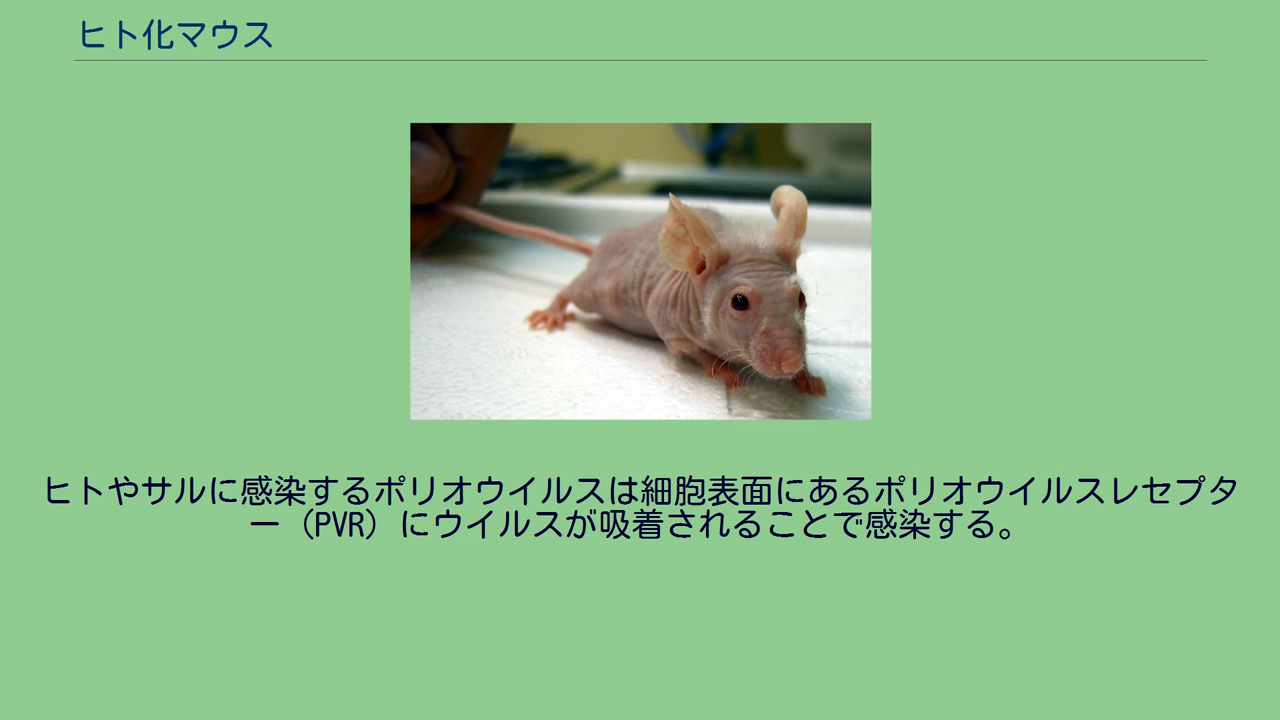 ヒト化マウス
ヒトやサルに感染するポリオウイルスは細胞表面にあるポリオウイルスレセプタ
ー（PVR）にウイルスが吸着されることで感染する。